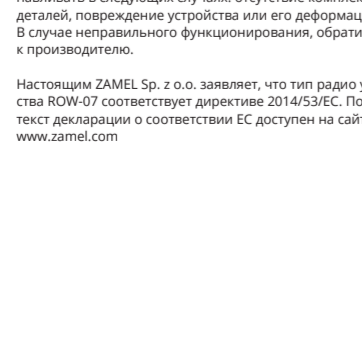 деталей, повреждение устройства или его деформац
В случае неправильного функционирования, обрати
к производителю.
Настоящим ZAMEL Sp. z o.o. заявляет, что тип радио у
ства ROW-07 соответствует директиве 2014/53/ЕС. По
текст декларации о соответствии ЕС доступен на сай
www.zamel.com